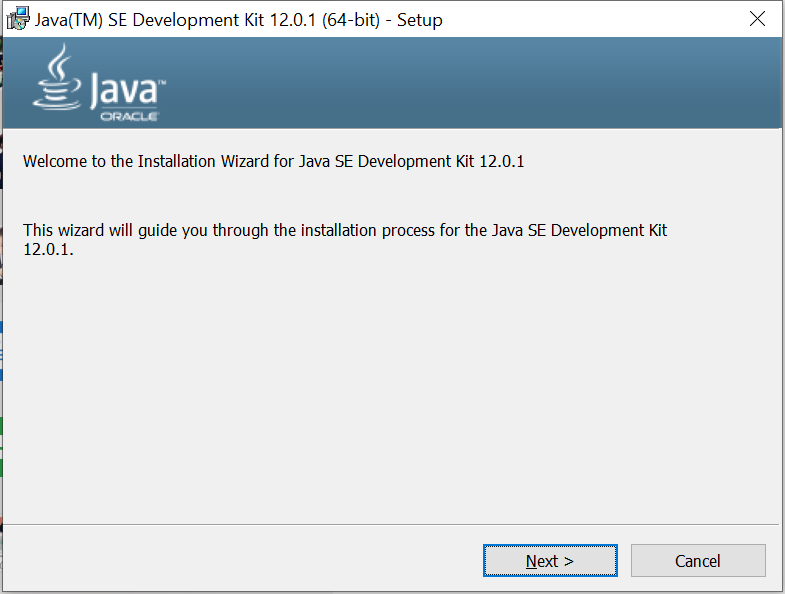 Java(TM) SE Development Kit 12.0.1 (64-bit) - Setup
Java™
ORACLE
Welcome to the Installation Wizard for Java SE Development Kit 12.0.1
This wizard will guide you through the installation process for the Java SE Development Kit
12.0.1.
Next >
Cancel